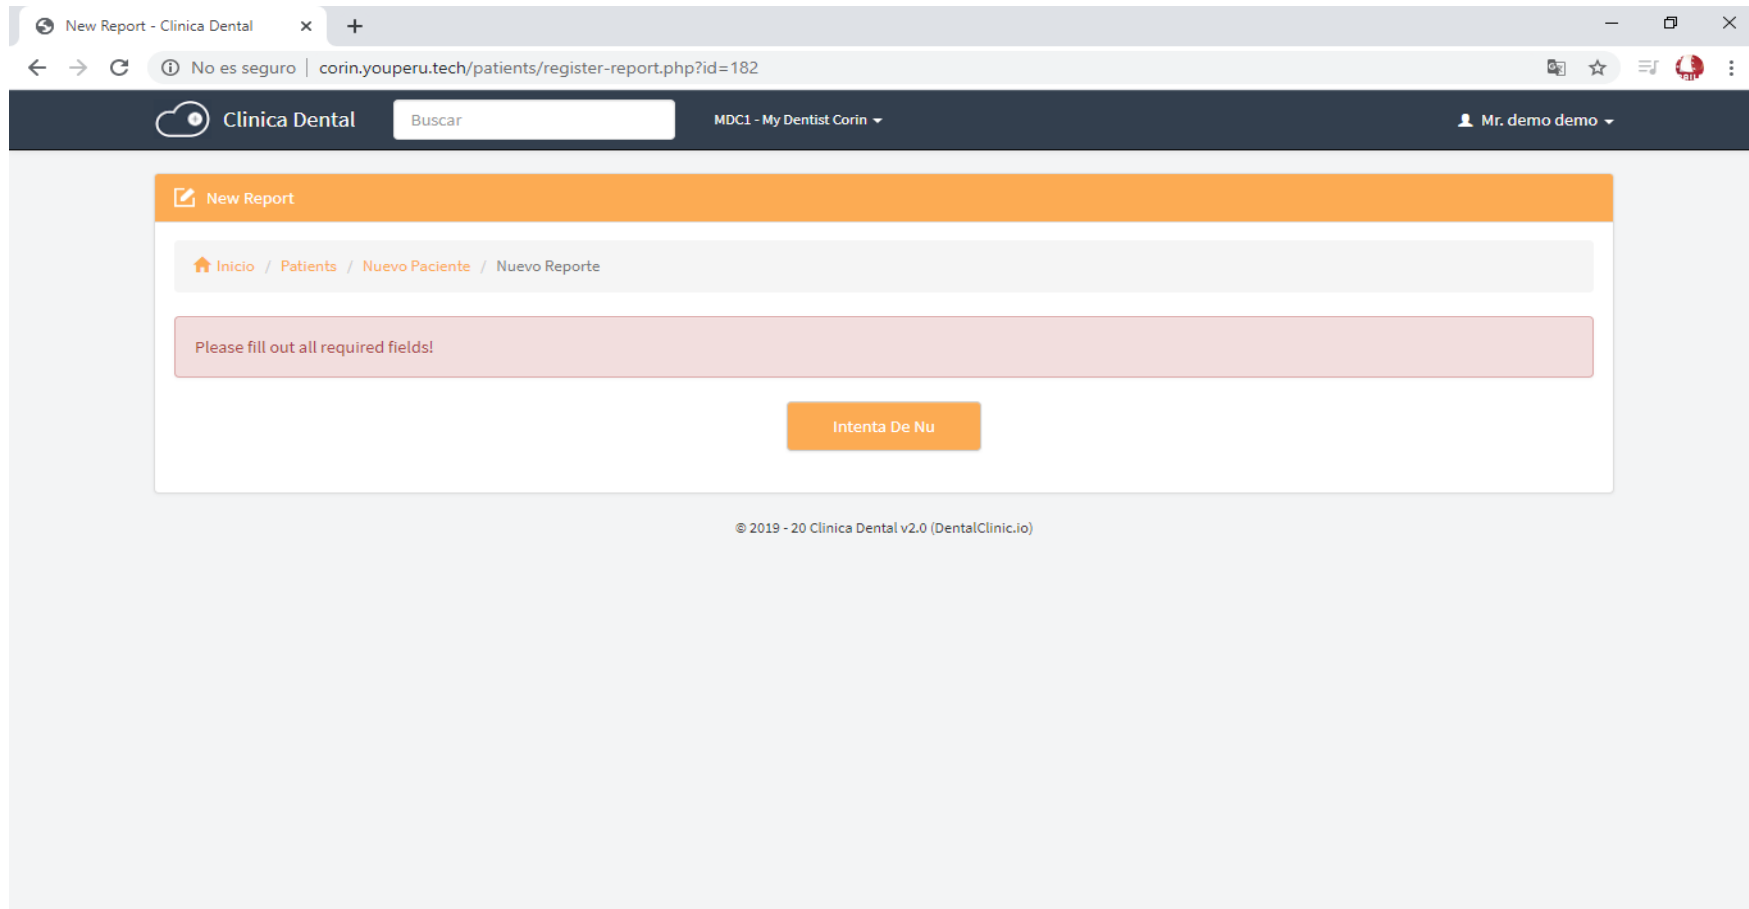 New Report - Clinica Dental
No es seguro | corin.youperu.tech/patients/register-report.php?id=182
Clinica Dental
Buscar
MDC1 - My Dentist Corin
Mr. demo demo
New Report
Inicio / Patients / Nuevo Paciente / Nuevo Reporte
Please fill out all required fields!
Intenta De Nu
© 2019 - 20 Clinica Dental v2.0 (DentalClinic.io)